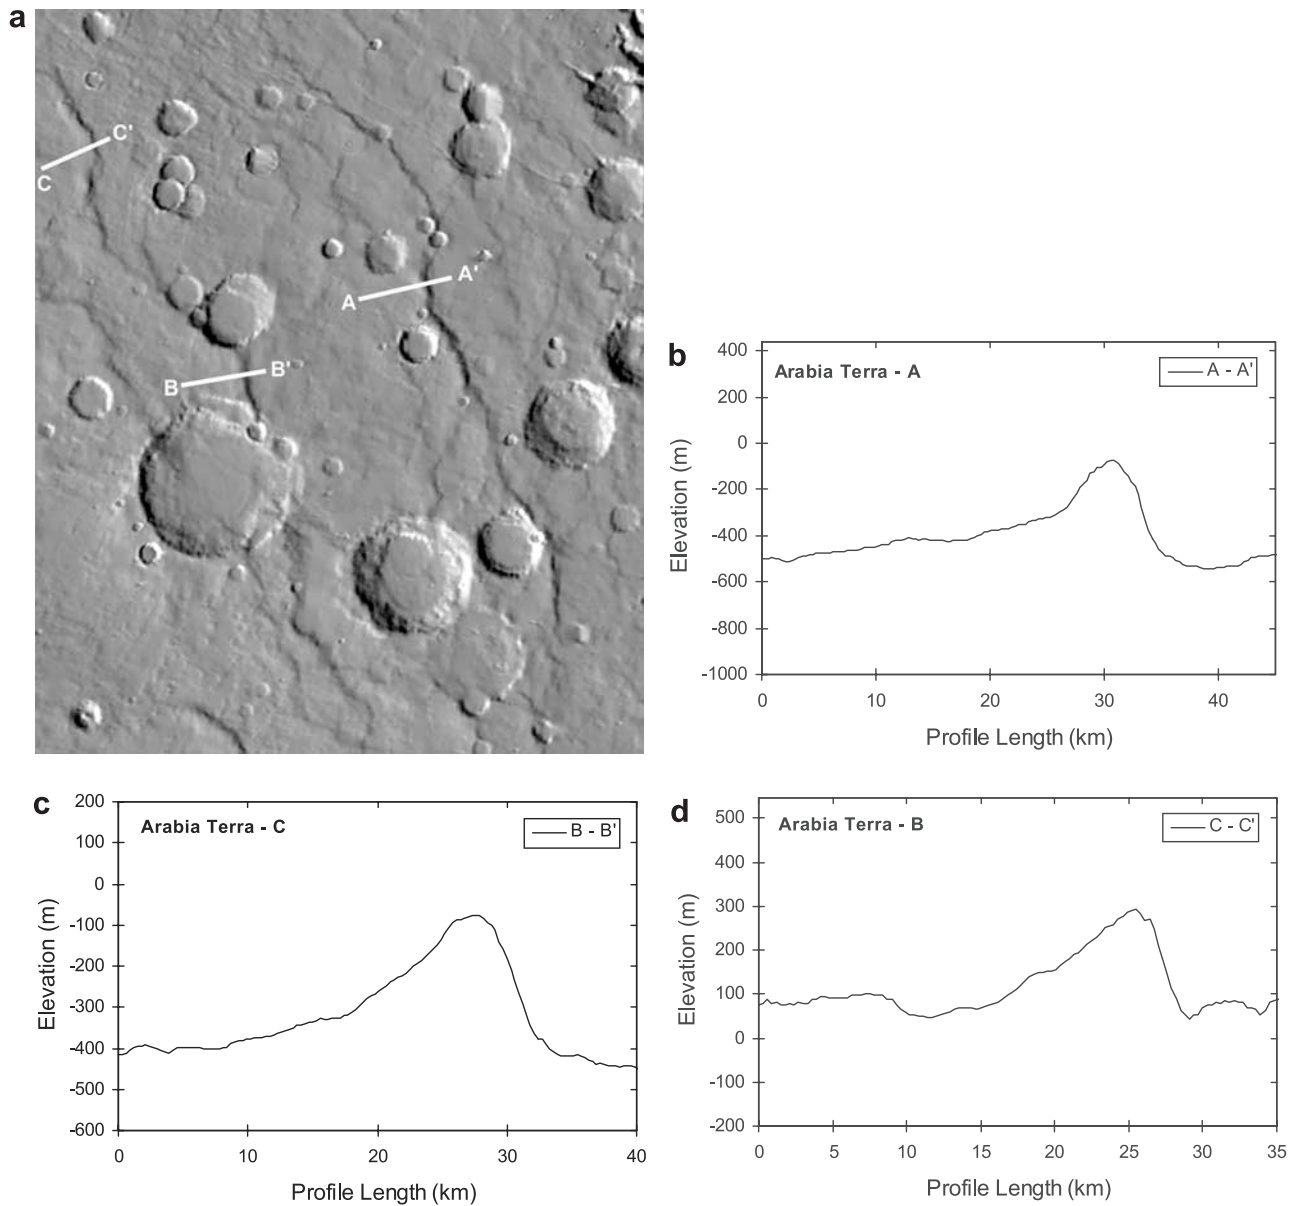 a
C'
C
A'
A
B'
B
b
400
200
0
-200
-400
-600
-800
-1000
Elevation (m)
Arabia Terra - A
A - A'
0 10 20 30 40
Profile Length (km)
c
200
100
0
-100
-200
-300
-400
-500
-600
Elevation (m)
Arabia Terra - C
B - B'
0 10 20 30 40
Profile Length (km)
d
500
400
300
200
100
0
-100
-200
Elevation (m)
Arabia Terra - B
C - C'
0 5 10 15 20 25 30 35
Profile Length (km)